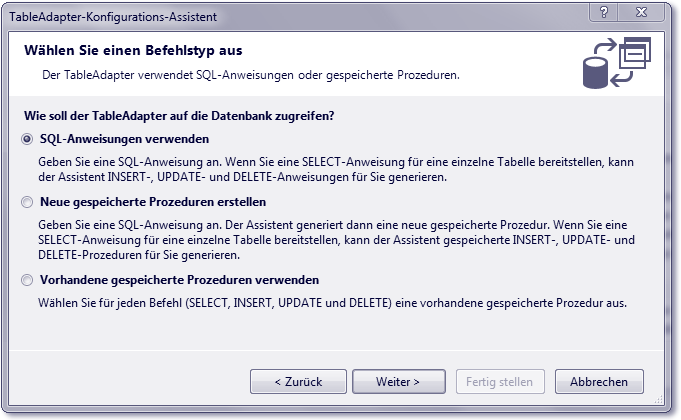 TableAdapter-Konfigurations-Assistent
Wählen Sie einen Befehlstyp aus
Der TableAdapter verwendet SQL-Anweisungen oder gespeicherte Prozeduren.
Wie soll der TableAdapter auf die Datenbank zugreifen?
SQL-Anweisungen verwenden
Geben Sie eine SQL-Anweisung an. Wenn Sie eine SELECT-Anweisung für eine einzelne Tabelle bereitstellen, kann
der Assistent INSERT-, UPDATE- und DELETE-Anweisungen für Sie generieren.
Neue gespeicherte Prozeduren erstellen
Geben Sie eine SQL-Anweisung an. Der Assistent generiert dann eine neue gespeicherte Prozedur. Wenn Sie eine
SELECT-Anweisung für eine einzelne Tabelle bereitstellen, kann der Assistent gespeicherte INSERT-, UPDATE- und
DELETE-Prozeduren für Sie generieren.
Vorhandene gespeicherte Prozeduren verwenden
Wählen Sie für jeden Befehl (SELECT, INSERT, UPDATE und DELETE) eine vorhandene gespeicherte Prozedur aus.
< Zurück
Weiter >
Fertig stellen
Abbrechen